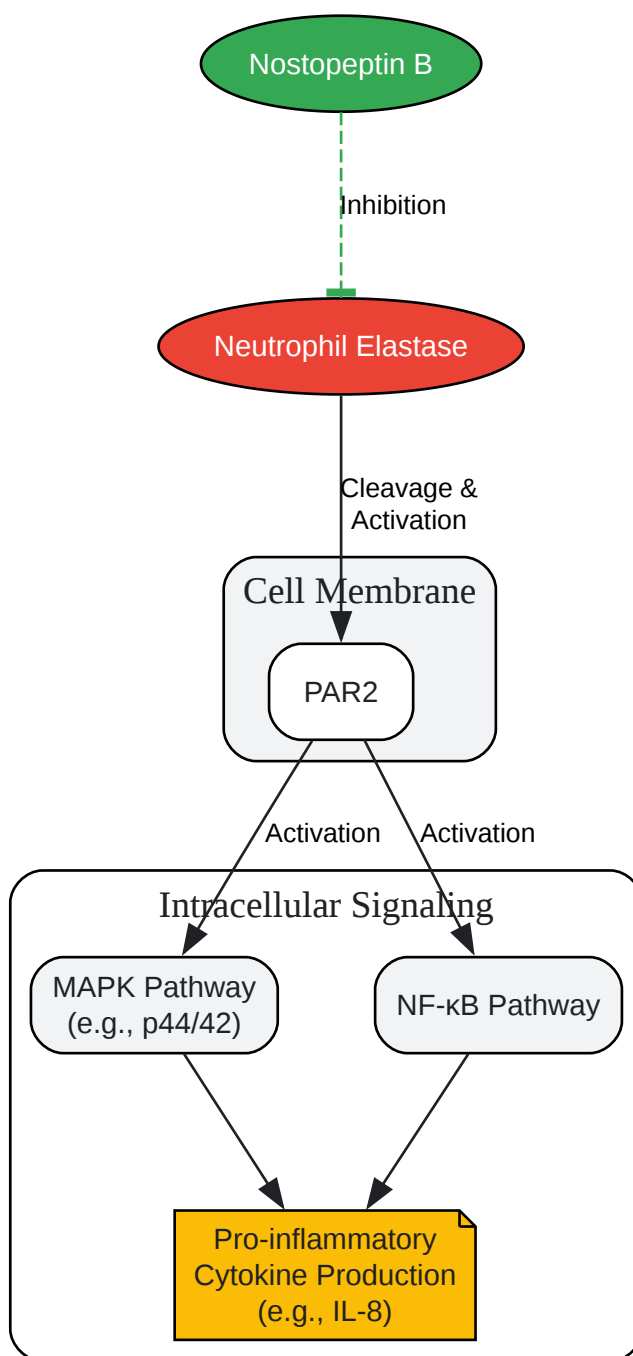 Nostopeptin B
Inhibition
Neutrophil Elastase
Cleavage &
Activation
Cell Membrane
PAR2
Activation
Activation
Intracellular Signaling
MAPK Pathway
(e.g., p44/42)
NF-κB Pathway
Pro-inflammatory
Cytokine Production
(e.g., IL-8)